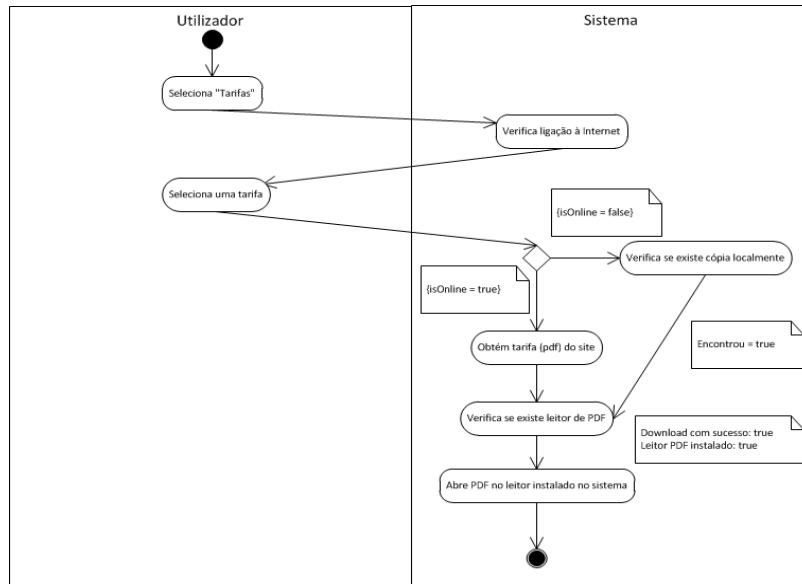 Utilizador
Sistema
Seleciona "Tarifas"
Verifica ligação à Internet
Seleciona uma tarifa
{isOnline = false}
Verifica se existe cópia localmente
{isOnline = true}
Obtém tarifa (pdf) do site
Encontrou = true
Verifica se existe leitor de PDF
Download com sucesso: true
Leitor PDF instalado: true
Abre PDF no leitor instalado no sistema